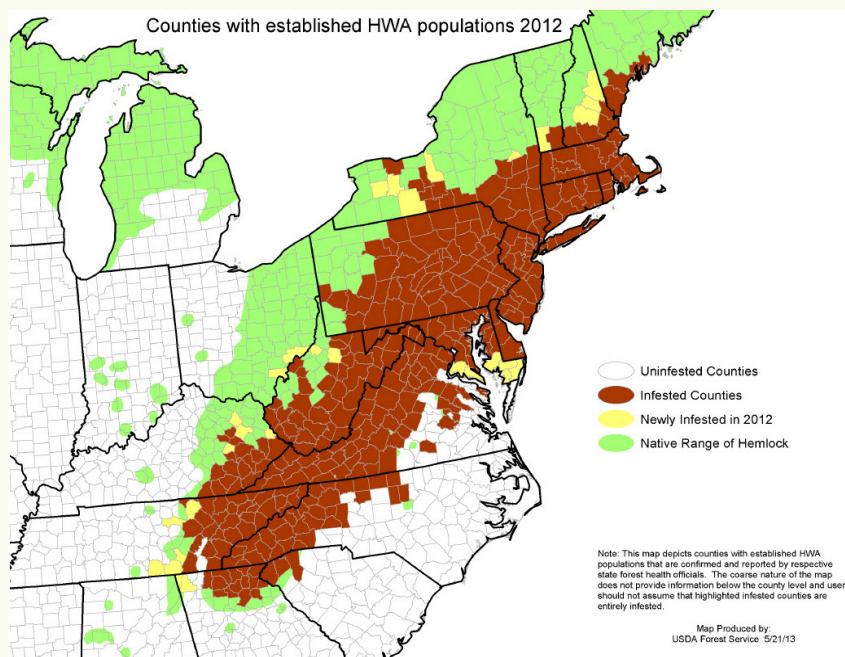 Counties with established HWA populations 2012
Uninfested Counties
Infested Counties
Newly Infested in 2012
Native Range of Hemlock
Note: This map depicts counties with established HWA
populations that are confirmed and reported by respective
state forest health officials. The coarse nature of the map
does not provide information below the county level and user
should not assume that highlighted infested counties are
entirely infested.
Map Produced by:
USDA Forest Service 5/21/13